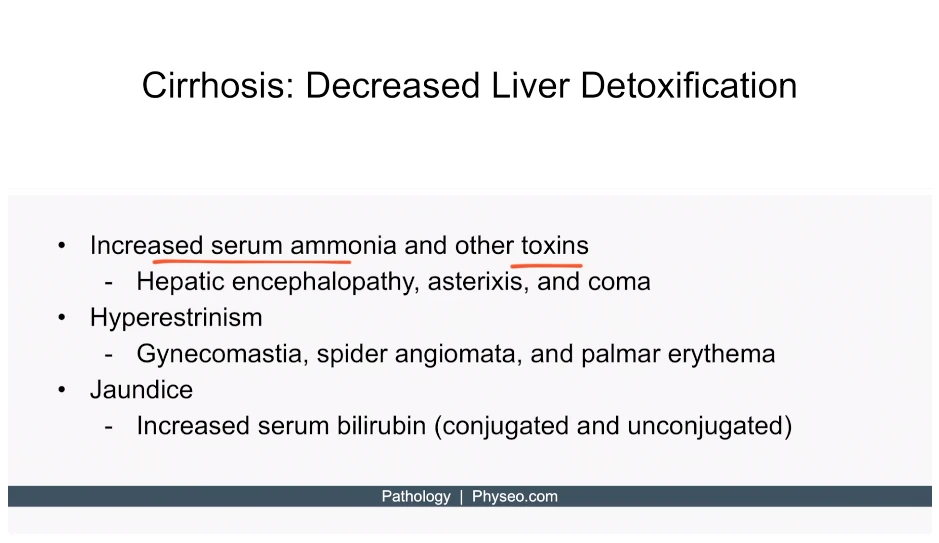 Cirrhosis: Decreased Liver Detoxification
• Increased serum ammonia and other toxins
- Hepatic encephalopathy, asterixis, and coma
• Hyperestrinism
- Gynecomastia, spider angiomata, and palmar erythema
• Jaundice
- Increased serum bilirubin (conjugated and unconjugated)
Pathology | Physeo.com